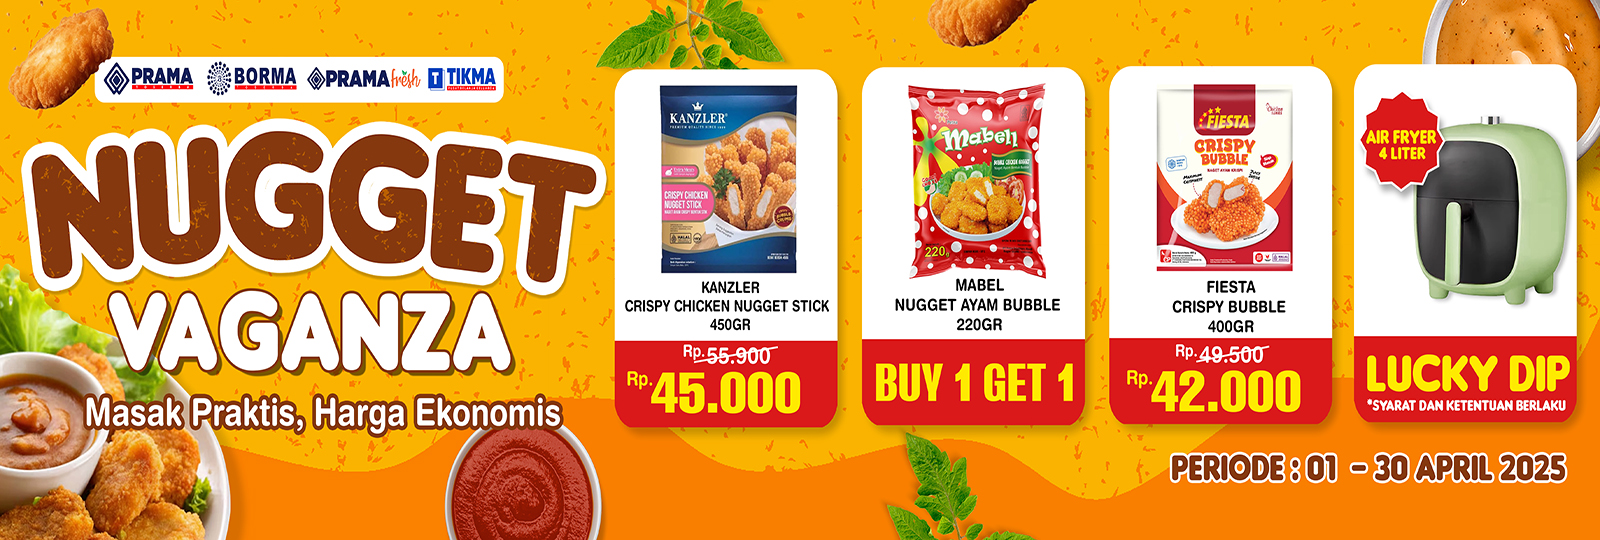 PRAMA
BORMA
PRAMA fresh
T TIKMA
NUGGET
VAGANZA
Masak Praktis, Harga Ekonomis
KANZLER
CRISPY CHICKEN
NUGGET STICK
KANZLER
CRISPY CHICKEN NUGGET STICK
450GR
Rp. 55.900
Rp. 45.000
Mabell
220g
MABEL
NUGGET AYAM BUBBLE
220GR
BUY 1 GET 1
FIESTA
CRISPY
BUBBLE
FIESTA
CRISPY BUBBLE
400GR
Rp. 49.500
Rp. 42.000
AIR FRYER
4 LITER
LUCKY DIP
*SYARAT DAN KETENTUAN BERLAKU
PERIODE : 01 – 30 APRIL 2025